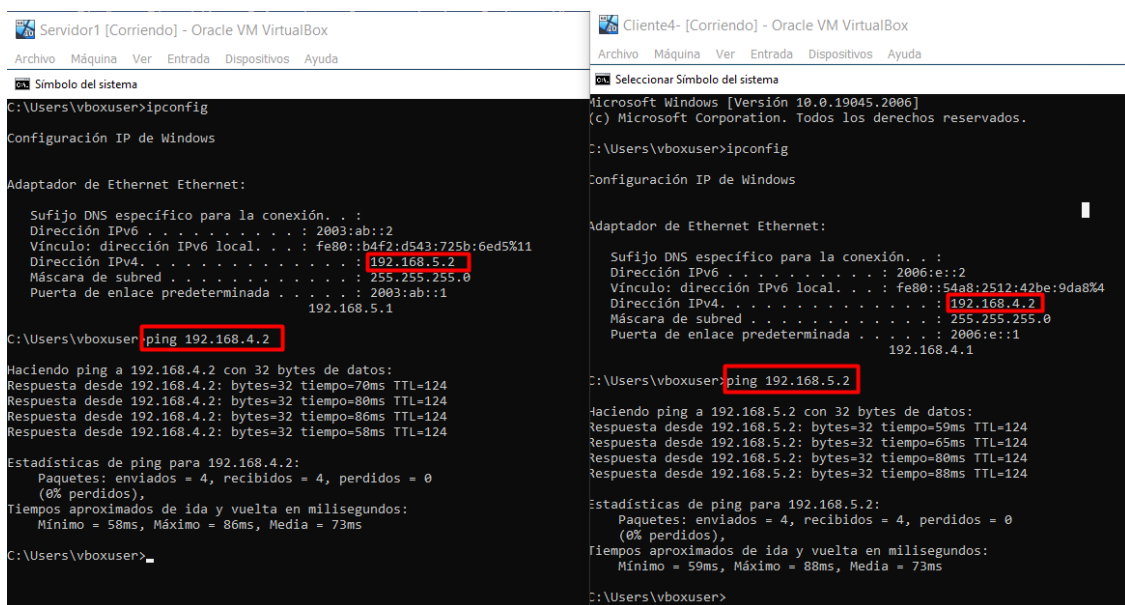 Servidor1 [Corriendo] - Oracle VM VirtualBox
Archivo Máquina Ver Entrada Dispositivos Ayuda
Símbolo del sistema
C:\Users\vboxuser>ipconfig
Configuración IP de Windows
Adaptador de Ethernet Ethernet:
Sufijo DNS específico para la conexión. . :
Dirección IPv6 . . . . . . . . . . : 2003:ab::2
Vínculo: dirección IPv6 local. . . : fe80::b4f2:d543:725b:6ed5%11
Dirección IPv4. . . . . . . . . . . . . . : 192.168.5.2
Máscara de subred . . . . . . . . . . . . : 255.255.255.0
Puerta de enlace predeterminada . . . . . : 2003:ab::1
192.168.5.1
C:\Users\vboxuser>ping 192.168.4.2
Haciendo ping a 192.168.4.2 con 32 bytes de datos:
Respuesta desde 192.168.4.2: bytes=32 tiempo=70ms TTL=124
Respuesta desde 192.168.4.2: bytes=32 tiempo=80ms TTL=124
Respuesta desde 192.168.4.2: bytes=32 tiempo=86ms TTL=124
Respuesta desde 192.168.4.2: bytes=32 tiempo=58ms TTL=124
Estadísticas de ping para 192.168.4.2:
Paquetes: enviados = 4, recibidos = 4, perdidos = 0
(0% perdidos),
Tiempos aproximados de ida y vuelta en milisegundos:
Mínimo = 58ms, Máximo = 86ms, Media = 73ms
C:\Users\vboxuser>
Cliente4- [Corriendo] - Oracle VM VirtualBox
Archivo Máquina Ver Entrada Dispositivos Ayuda
Seleccionar Símbolo del sistema
Microsoft Windows [Versión 10.0.19045.2006]
(c) Microsoft Corporation. Todos los derechos reservados.
C:\Users\vboxuser>ipconfig
Configuración IP de Windows
Adaptador de Ethernet Ethernet:
Sufijo DNS específico para la conexión. . :
Dirección IPv6 . . . . . . . . . . : 2006:e::2
Vínculo: dirección IPv6 local. . . : fe80::54a8:2512:42be:9da8%4
Dirección IPv4. . . . . . . . . . . . . . : 192.168.4.2
Máscara de subred . . . . . . . . . . . . : 255.255.255.0
Puerta de enlace predeterminada . . . . . : 2006:e::1
192.168.4.1
C:\Users\vboxuser>ping 192.168.5.2
Haciendo ping a 192.168.5.2 con 32 bytes de datos:
Respuesta desde 192.168.5.2: bytes=32 tiempo=59ms TTL=124
Respuesta desde 192.168.5.2: bytes=32 tiempo=65ms TTL=124
Respuesta desde 192.168.5.2: bytes=32 tiempo=80ms TTL=124
Respuesta desde 192.168.5.2: bytes=32 tiempo=88ms TTL=124
Estadísticas de ping para 192.168.5.2:
Paquetes: enviados = 4, recibidos = 4, perdidos = 0
(0% perdidos),
Tiempos aproximados de ida y vuelta en milisegundos:
Mínimo = 59ms, Máximo = 88ms, Media = 73ms
C:\Users\vboxuser>